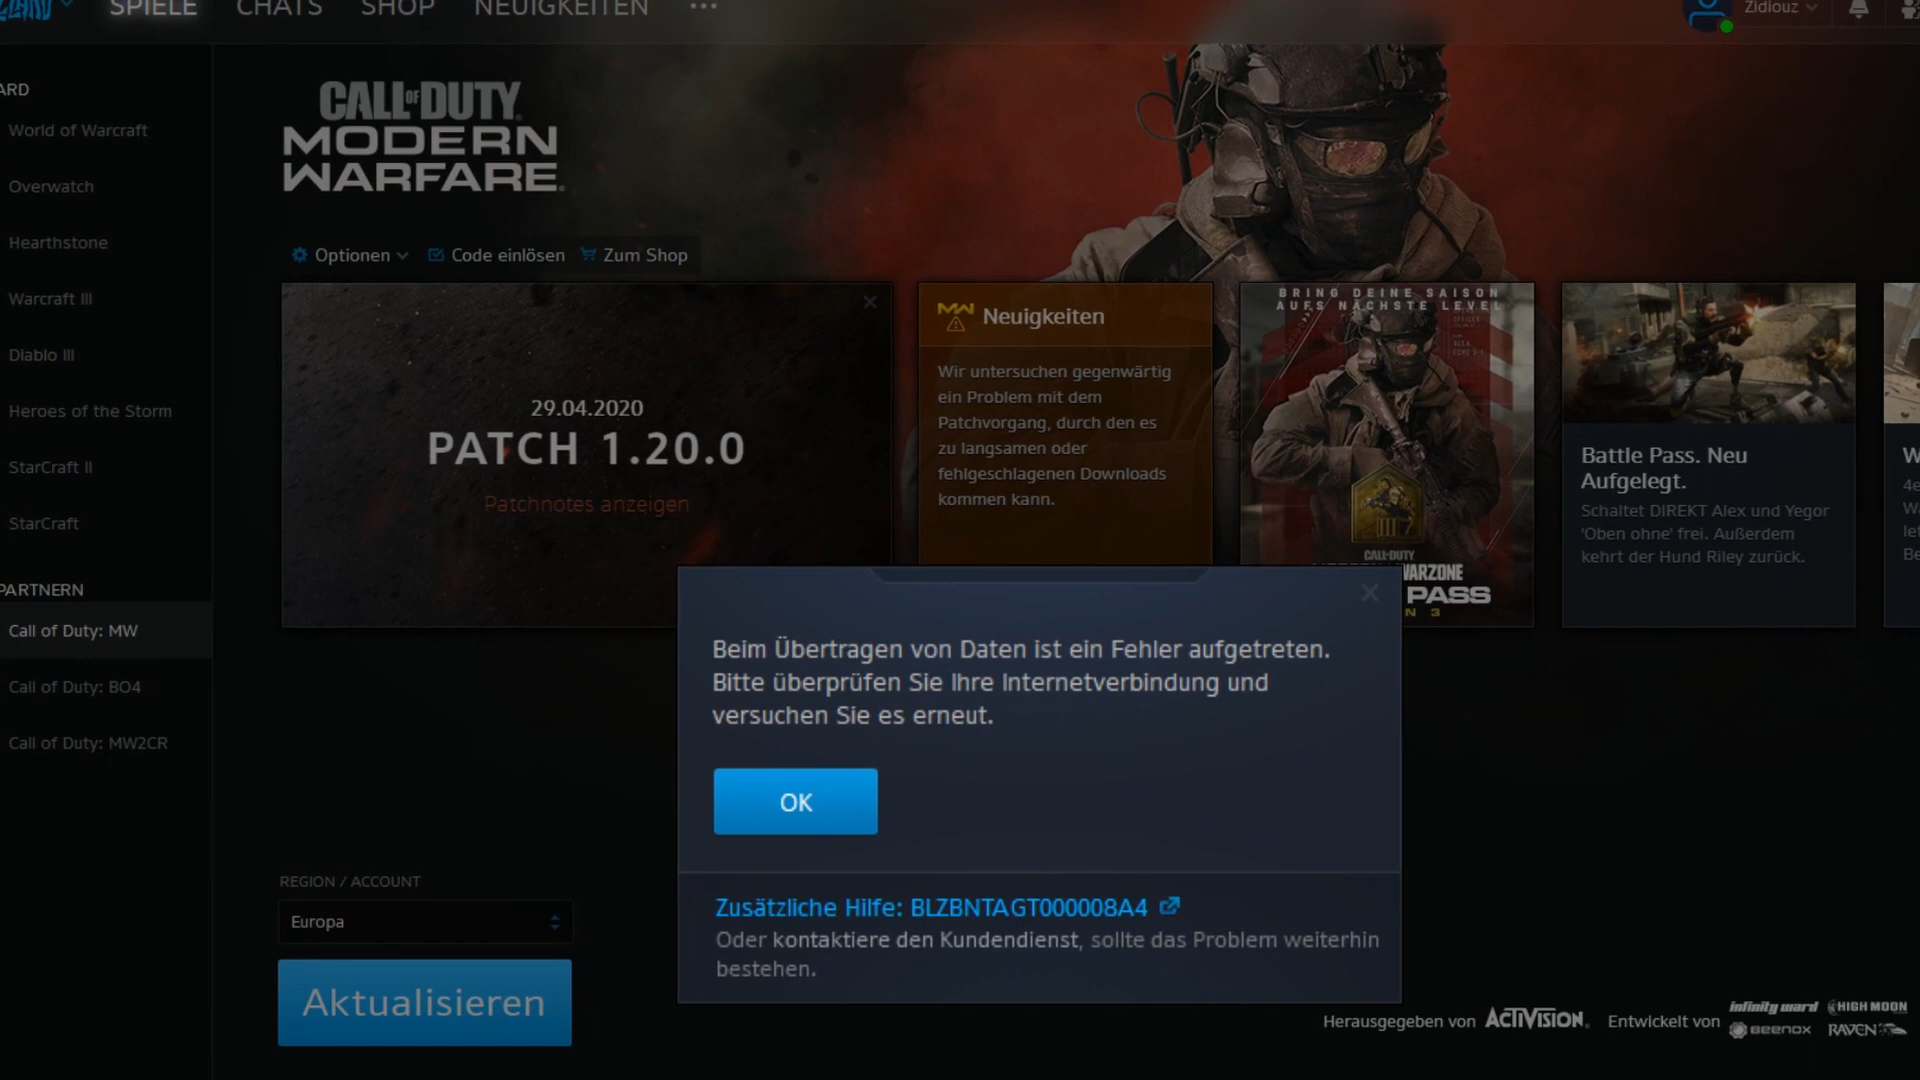 SPIELE
CHATS
SHOP
NEUIGKEITEN
Zidiouz
World of Warcraft
Overwatch
Hearthstone
Warcraft III
Diablo III
Heroes of the Storm
StarCraft II
StarCraft
PARTNERN
Call of Duty: MW
Call of Duty: BO4
Call of Duty: MW2CR
CALL OF DUTY
MODERN
WARFARE
Optionen
Code einlösen
Zum Shop
29.04.2020
PATCH 1.20.0
Patchnotes anzeigen
MW
Neuigkeiten
Wir untersuchen gegenwärtig
ein Problem mit dem
Patchvorgang, durch den es
zu langsamen oder
fehlgeschlagenen Downloads
kommen kann.
BRING DEINE SAISON
AUFS NÄCHSTE LEVEL
CALL OF DUTY
WARZONE
PASS
N 3
Battle Pass. Neu
Aufgelegt.
Schaltet DIREKT Alex und Yegor
'Oben ohne' frei. Außerdem
kehrt der Hund Riley zurück.
Beim Übertragen von Daten ist ein Fehler aufgetreten.
Bitte überprüfen Sie Ihre Internetverbindung und
versuchen Sie es erneut.
OK
Zusätzliche Hilfe: BLZBNTAGT000008A4
Oder kontaktiere den Kundendienst, sollte das Problem weiterhin
bestehen.
REGION / ACCOUNT
Europa
Aktualisieren
Herausgegeben von ACTIVISION. Entwickelt von
infinity ward HIGH MOON
BEENOX RAVEN